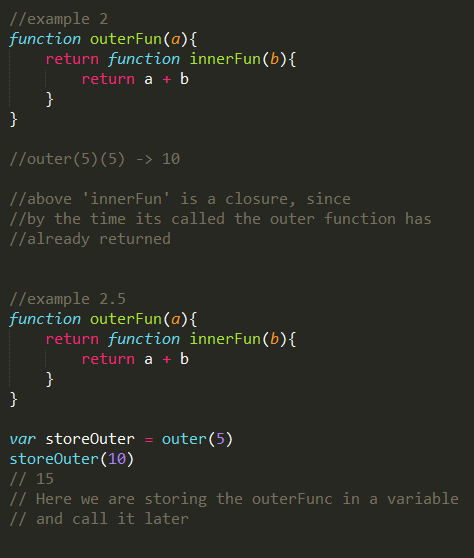 //example 2
function outerFun(a){
    return function innerFun(b){
        return a + b
    }
}
//outer(5)(5) -> 10
//above 'innerFun' is a closure, since
//by the time its called the outer function has
//already returned
//example 2.5
function outerFun(a){
    return function innerFun(b){
        return a + b
    }
}
var storeOuter = outer(5)
storeOuter(10)
// 15
// Here we are storing the outerFunc in a variable
// and call it later